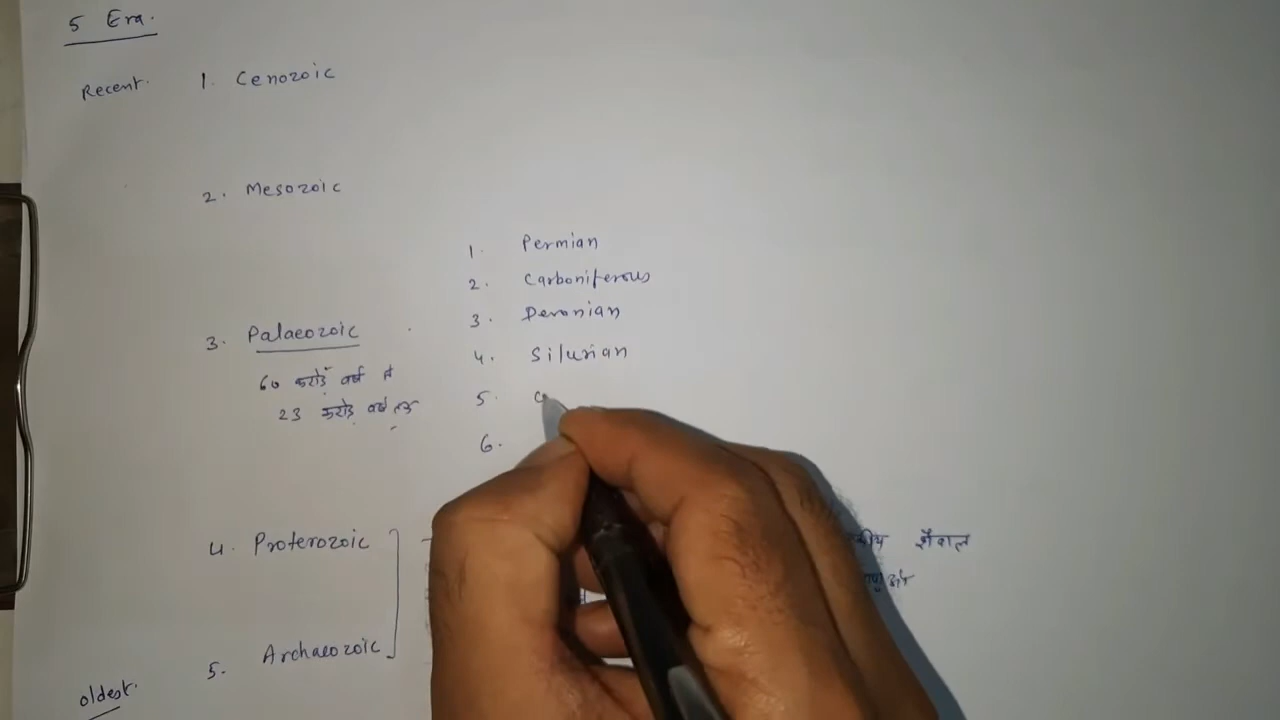 5 Era.
Recent. 1. Cenozoic
2. Mesozoic
1. Permian
2. Carboniferous
3. Devonian
3. Palaeozoic
4. Silurian
60 करोड़ वर्ष से
5.
23 करोड़ वर्ष तक
6.
4. Proterozoic
शैवाल
5. Archaeozoic
oldest.